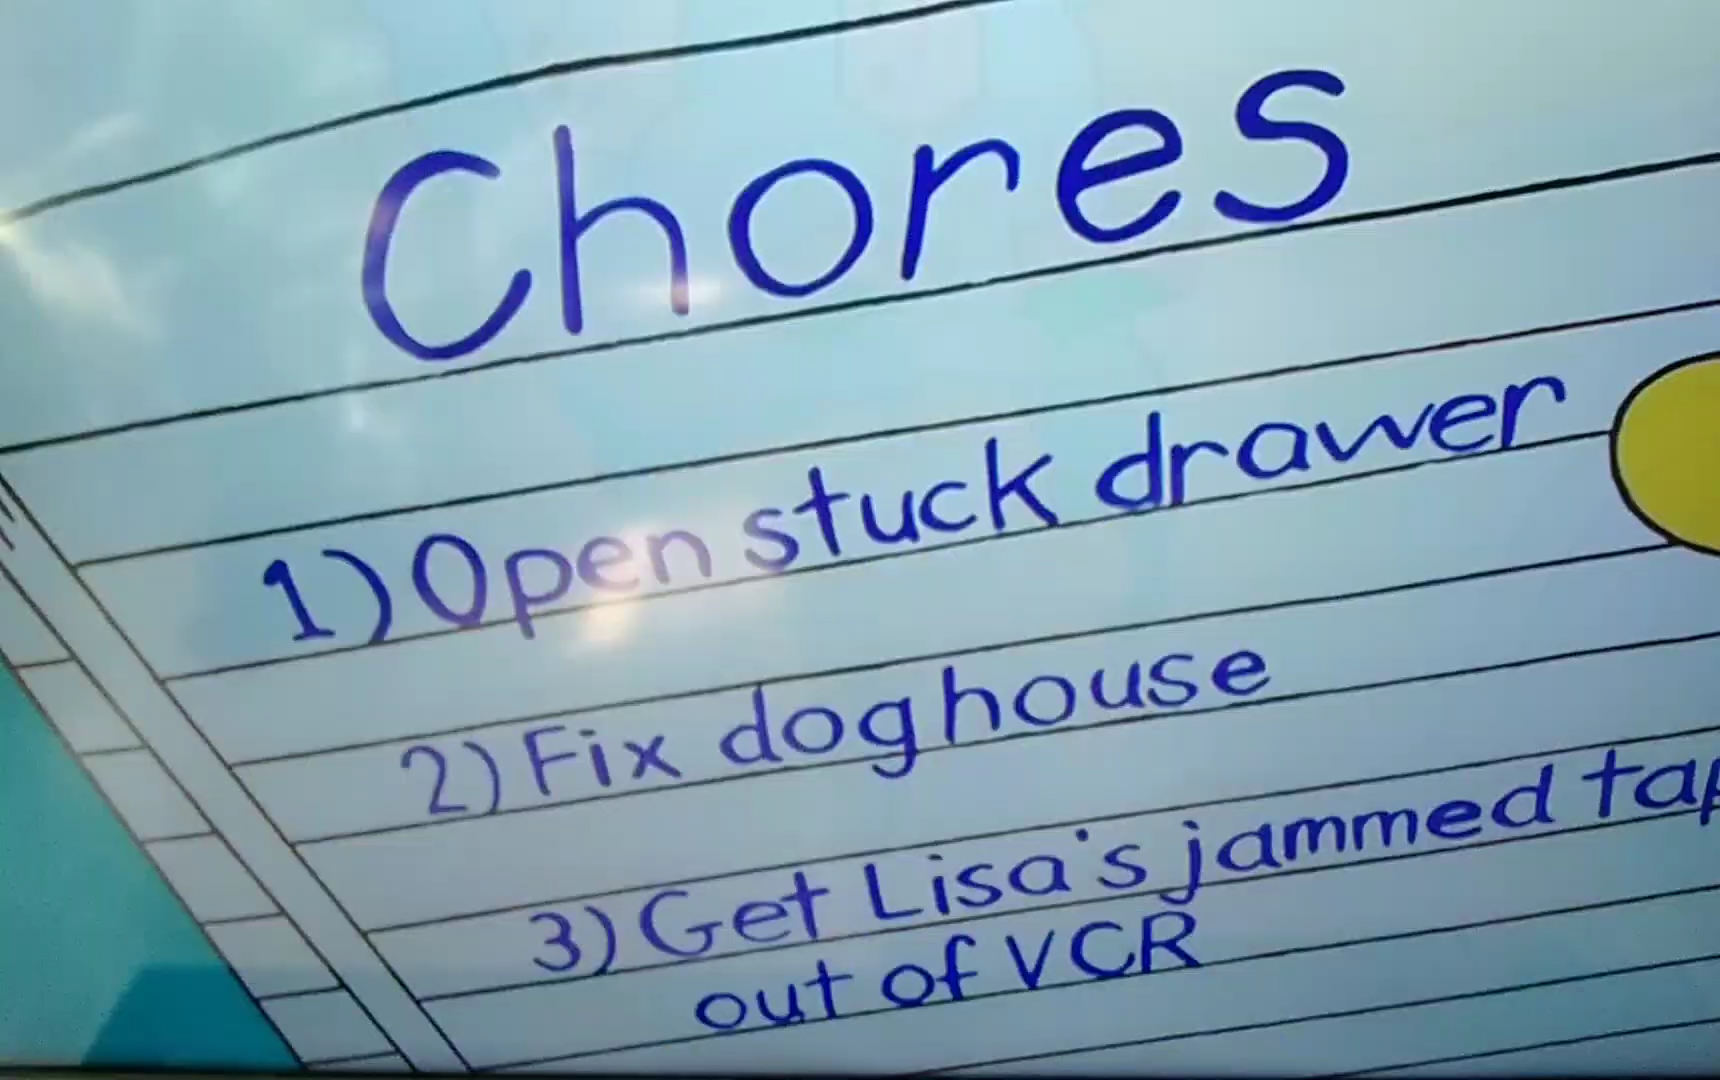 Chores
1) Open stuck drawer
2) Fix doghouse
3) Get Lisa's jammed
out of VCR